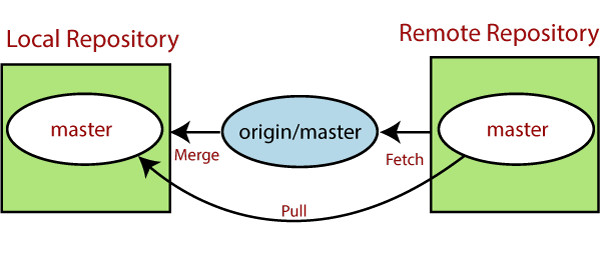 Local Repository
Remote Repository
master
origin/master
master
Merge
Fetch
Pull